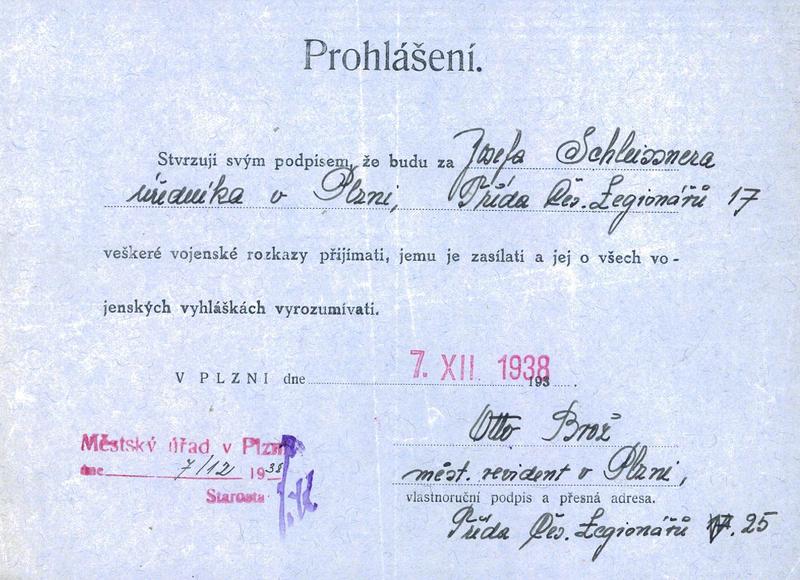 Prohlášení.
Stvrzuji svým podpisem, že budu za Josefa Schleissnera
úředníka v Plzni, Třída Čes. Legionářů 17
veškeré vojenské rozkazy přijímati, jemu je zasílati a jej o všech vo-
jenských vyhláškách vyrozumívati.
V PLZNI dne 7. XII. 1938 193 .
Otto Brož
Městský úřad v Plzni
dne 7/12 1938
měst. revident v Plzni,
vlastnoruční podpis a přesná adresa.
Starosta
Třída Čes. Legionářů 25